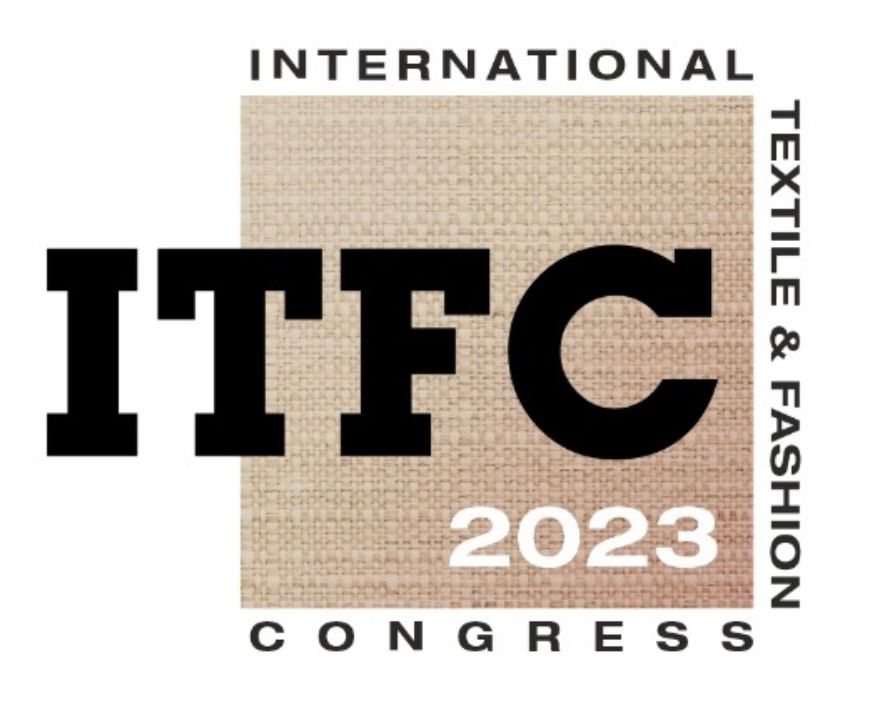 INTERNATIONAL
TEXTILE & FASHION
ITFC
2023
CONGRESS